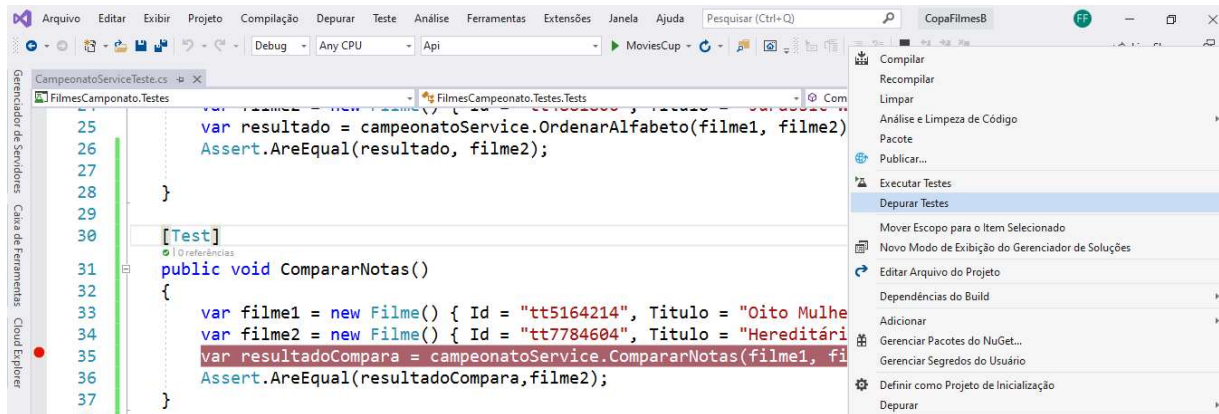 Arquivo Editar Exibir Projeto Compilação Depurar Teste Análise Ferramentas Extensões Janela Ajuda Pesquisar (Ctrl+Q) CopaFilmesB FF
Debug Any CPU Api MoviesCup
Gerenciador de Servidores
Caixa de Ferramentas
Cloud Explorer
CampeonatoServiceTeste.cs
FilmesCamponato.Testes FilmesCampeonato.Testes.Tests Com
25 var resultado = campeonatoService.OrdenarAlfabeto(filme1, filme2)
26 Assert.AreEqual(resultado, filme2);
27
28 }
29
30 [Test]
0 referências
31 public void CompararNotas()
32 {
33 var filme1 = new Filme() { Id = "tt5164214", Titulo = "Oito Mulhe
34 var filme2 = new Filme() { Id = "tt7784604", Titulo = "Hereditári
35 var resultadoCompara = campeonatoService.CompararNotas(filme1, fi
36 Assert.AreEqual(resultadoCompara,filme2);
37 }
Compilar
Recompilar
Limpar
Análise e Limpeza de Código
Pacote
Publicar...
Executar Testes
Depurar Testes
Mover Escopo para o Item Selecionado
Novo Modo de Exibição do Gerenciador de Soluções
Editar Arquivo do Projeto
Dependências do Build
Adicionar
Gerenciar Pacotes do NuGet...
Gerenciar Segredos do Usuário
Definir como Projeto de Inicialização
Depurar